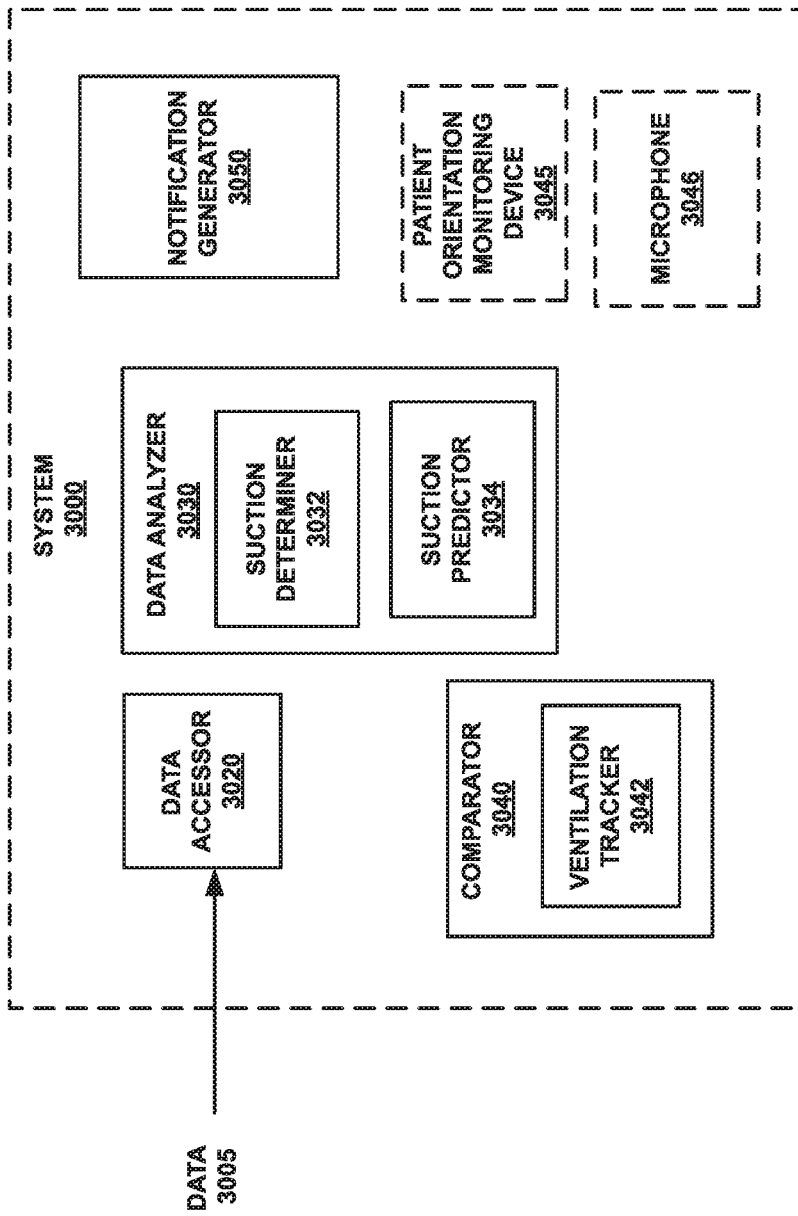 SYSTEM
3000
DATA
3005
DATA
ACCESSOR
3020
DATA ANALYZER
3030
SUCTION
DETERMINER
3032
SUCTION
PREDICTOR
3034
NOTIFICATION
GENERATOR
3050
COMPARATOR
3040
VENTILATION
TRACKER
3042
PATIENT
ORIENTATION
MONITORING
DEVICE
3045
MICROPHONE
3046